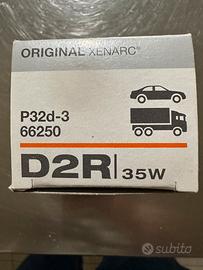 ORIGINAL XENARC®
P32d-3
66250
D2R 35W
subito